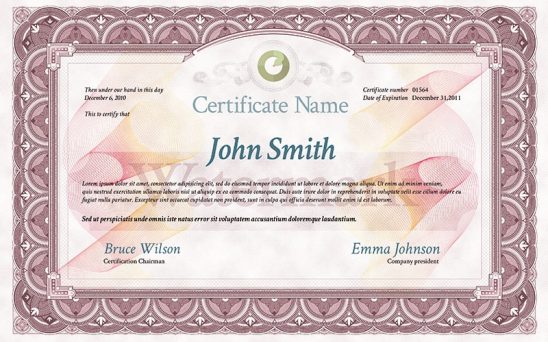 Then under our hand in this day
December 6, 2010
Certificate number 01564
Date of Expiration December 31,2011
This to certify that
Certificate Name
John Smith
Watermark
Lorem ipsum dolor sit amet, consectetur adipisicing elit, sed do eiusmod tempor incididunt ut labore et dolore magna aliqua. Ut enim ad minim veniam,
quis nostrud exercitation ullamco laboris nisi ut aliquip ex ea commodo consequat. Duis aute irure dolor in reprehenderit in voluptate velit esse cillum dolore eu
fugiat nulla pariatur. Excepteur sint occaecat cupidatat non proident, sunt in culpa qui officia deserunt mollit anim id est laborum.
Sed ut perspiciatis unde omnis iste natus error sit voluptatem accusantium doloremque laudantium.
Bruce Wilson
Emma Johnson
Certification Chairman
Company president